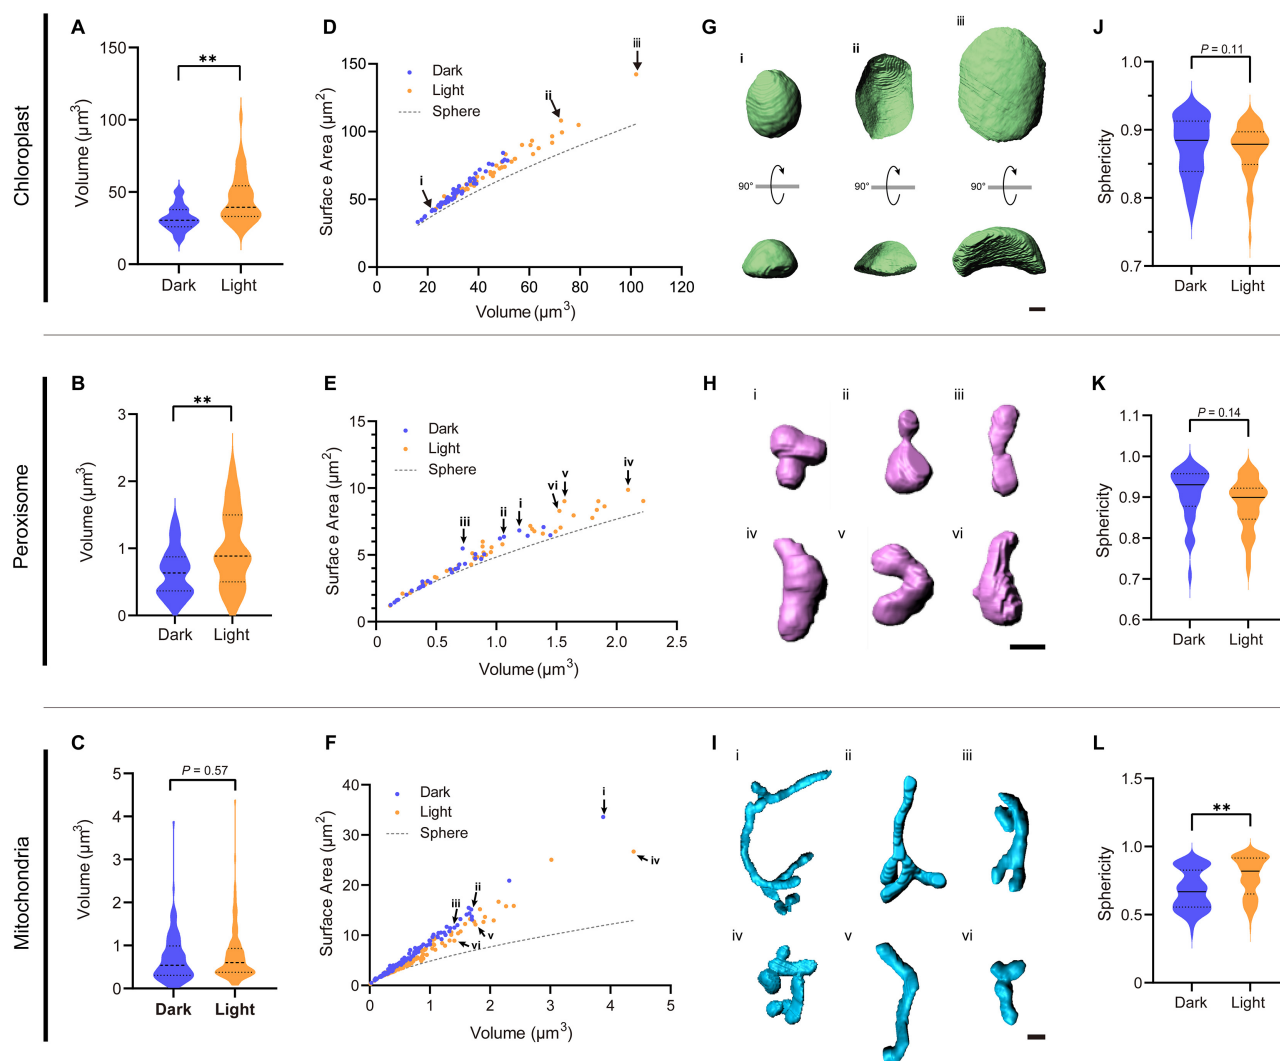 Chloroplast
A
Volume (µm³)
150
100
50
0
**
Dark
Light
D
Surface Area (µm²)
150
100
50
0
Dark
Light
Sphere
i
ii
iii
0
20
40
60
80
100
120
Volume (µm³)
G
i
ii
iii
90°
90°
90°
J
Sphericity
1.0
0.9
0.8
0.7
P = 0.11
Dark
Light
Peroxisome
B
Volume (µm³)
3
2
1
0
**
Dark
Light
E
Surface Area (µm²)
15
10
5
0
Dark
Light
Sphere
iii
ii
i
vi
v
iv
0
0.5
1.0
1.5
2.0
2.5
Volume (µm³)
H
i
ii
iii
iv
v
vi
K
Sphericity
1.1
1.0
0.9
0.8
0.7
0.6
P = 0.14
Dark
Light
Mitochondria
C
Volume (µm³)
5
4
3
2
1
0
P = 0.57
Dark
Light
F
Surface Area (µm²)
40
30
20
10
0
Dark
Light
Sphere
i
iv
iii
ii
v
vi
0
1
2
3
4
5
Volume (µm³)
I
i
ii
iii
iv
v
vi
L
Sphericity
1.5
1.0
0.5
0
**
Dark
Light